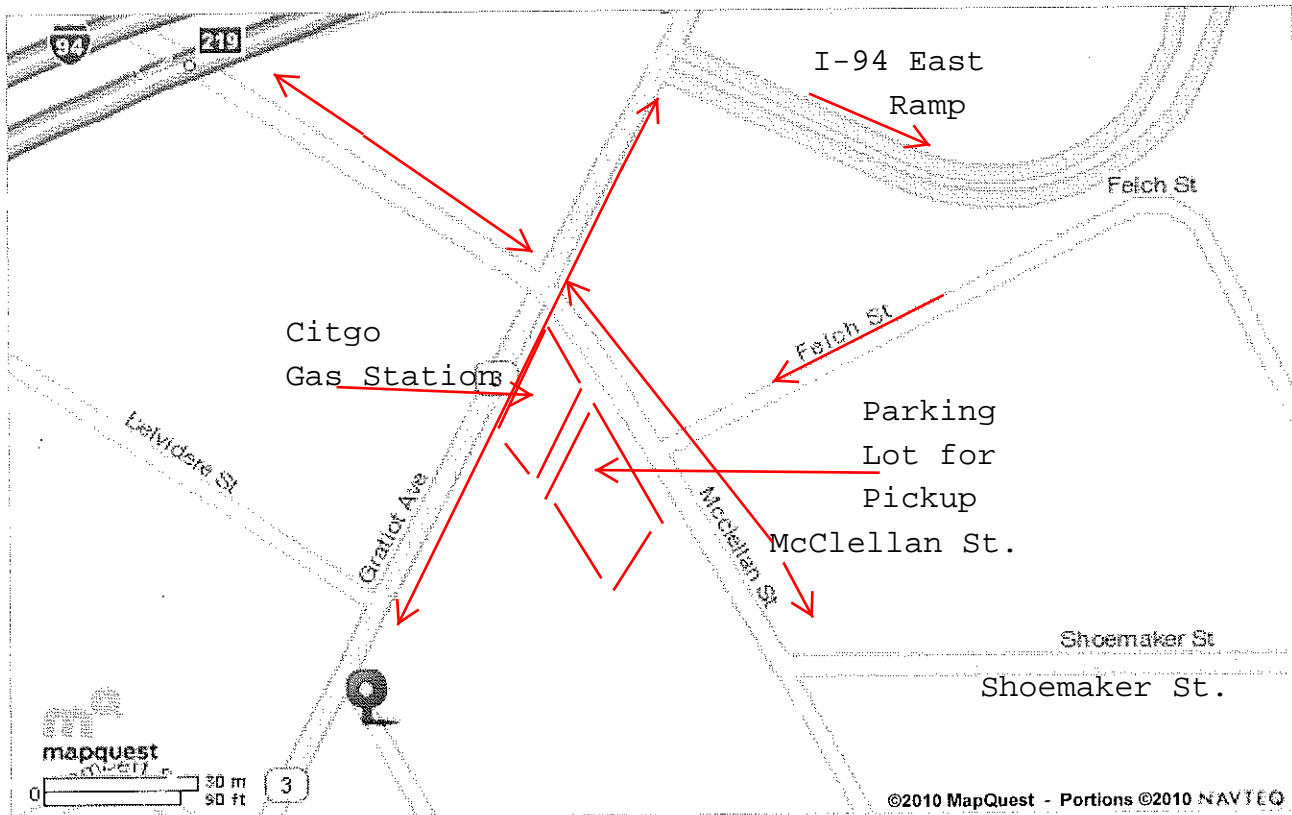 94
219
I-94 East
Ramp
Felch St
Felch St
Citgo
Gas Station
3
Parking
Lot for
Pickup
Belvidere St
Gratiot Ave
Mcclellan St
McClellan St.
Shoemaker St
Shoemaker St.
mq
mapquest
0
30 m
90 ft
3
©2010 MapQuest - Portions ©2010 NAVTEQ